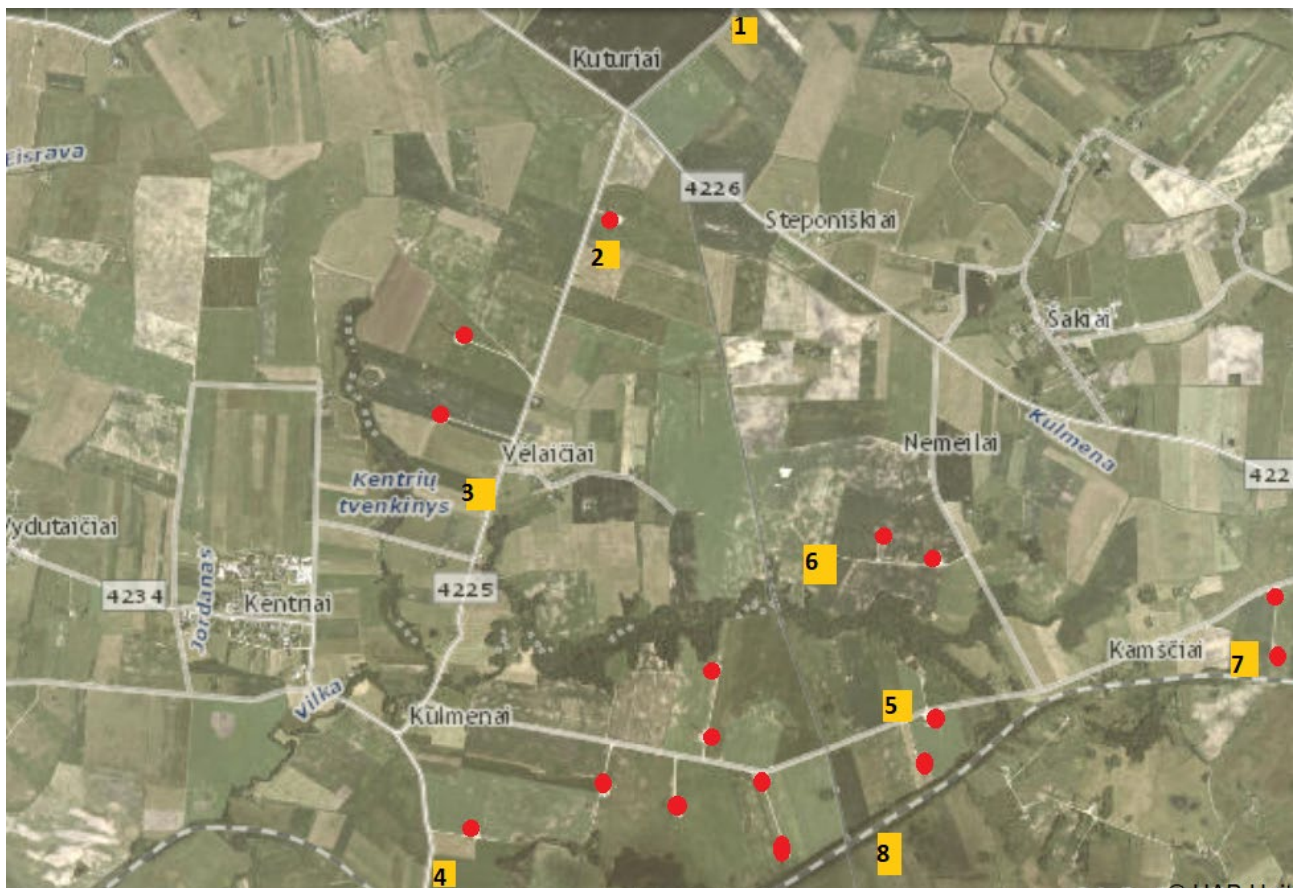 1
Kuturiai
Eisrava
4226
Steponiškiai
2
Šakiai
Kulmena
Nemeilai
Vėlaičiai
422
Kentrių
tvenkinys
3
Vydutaičiai
6
4225
4234
Jordanas
Kentriai
Kamščiai
7
Vilka
5
Kūlmenai
8
4